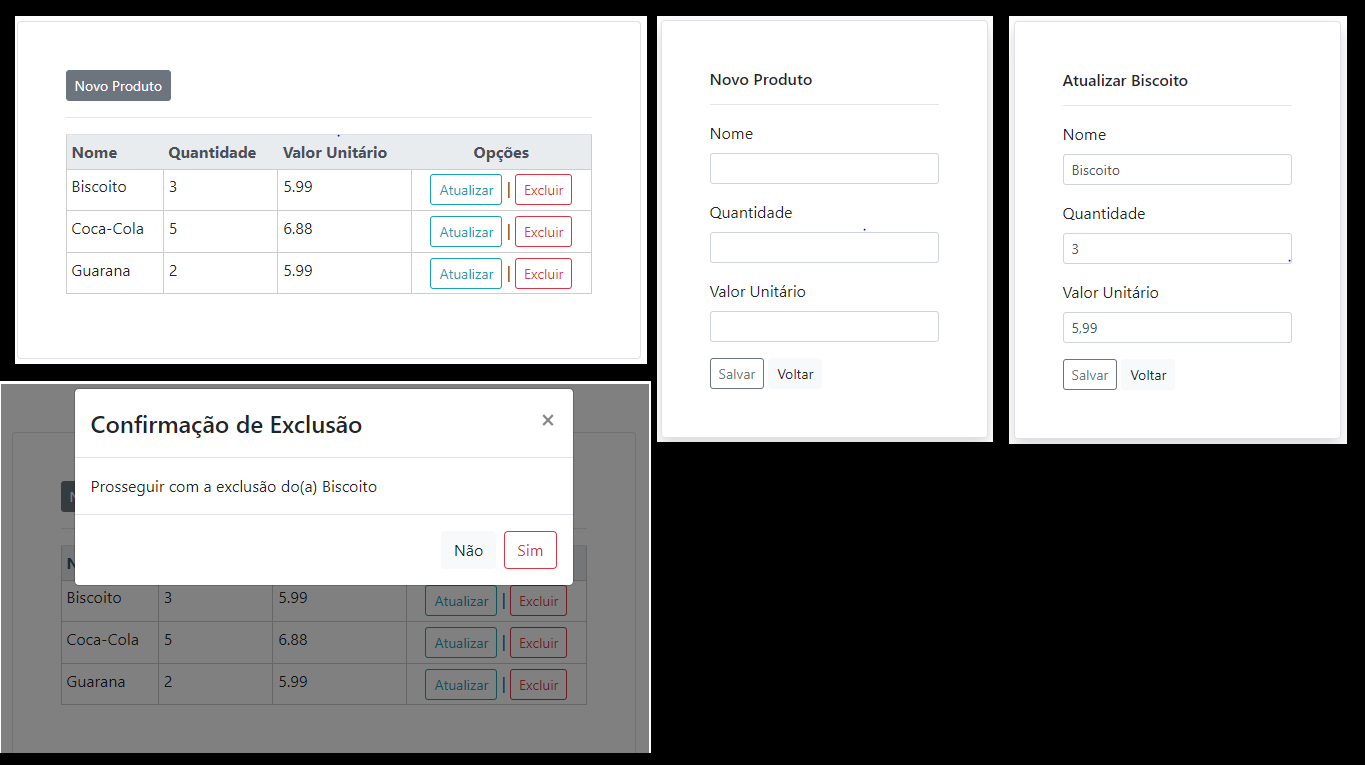 Novo Produto
Nome Quantidade Valor Unitário Opções
Biscoito 3 5.99 Atualizar | Excluir
Coca-Cola 5 6.88 Atualizar | Excluir
Guarana 2 5.99 Atualizar | Excluir
Novo Produto
Nome
Quantidade
Valor Unitário
Salvar Voltar
Atualizar Biscoito
Nome
Biscoito
Quantidade
3
Valor Unitário
5,99
Salvar Voltar
Confirmação de Exclusão ×
Prosseguir com a exclusão do(a) Biscoito
Não Sim
Biscoito 3 5.99 Atualizar | Excluir
Coca-Cola 5 6.88 Atualizar | Excluir
Guarana 2 5.99 Atualizar | Excluir